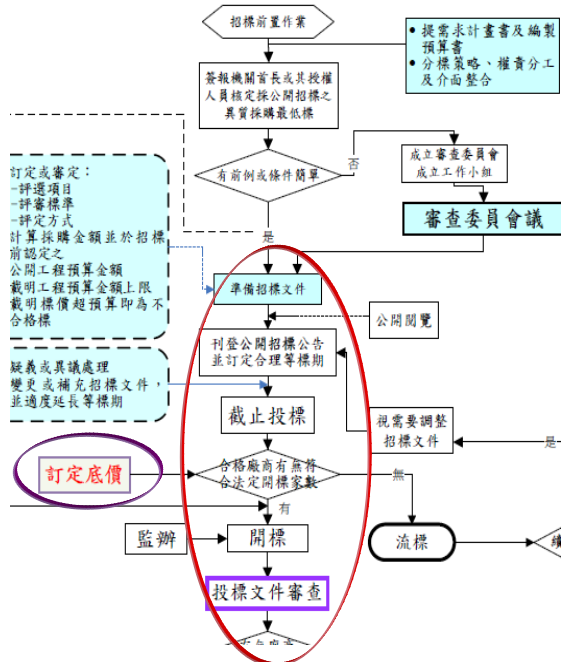 招標前置作業
• 提需求計畫書及編製
預算書
• 分標策略、權責分工
及介面整合
簽報機關首長或其授權
人員核定採公開招標之
異質採購最低標
有前例或條件簡單
否
成立審查委員會
成立工作小組
審查委員會議
是
訂定或審定：
-評選項目
-評審標準
-評定方式
計算採購金額並於招標
前認定之
公開工程預算金額
載明工程預算金額上限
載明標價超預算即為不
合格標
準備招標文件
公開閱覽
刊登公開招標公告
並訂定合理等標期
疑義或異議處理
變更或補充招標文件，
並適度延長等標期
截止投標
視需要調整
招標文件
是
訂定底價
合格廠商有無符
合法定開標家數
無
有
監辦
開標
流標
投標文件審查